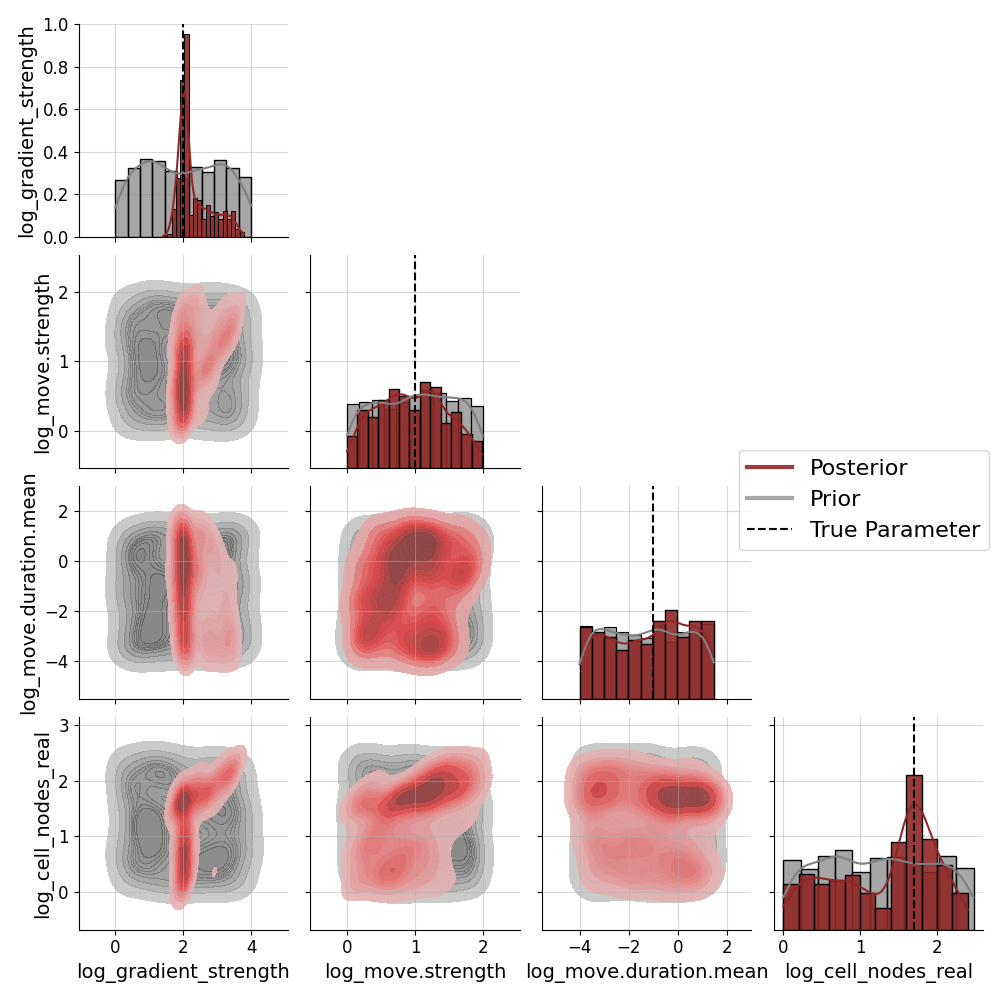 1.0
0.8
0.6
0.4
0.2
0.0
log_gradient_strength
2
1
0
log_move.strength
2
0
−2
−4
log_move.duration.mean
Posterior
Prior
True Parameter
3
2
1
0
log_cell_nodes_real
0 2 4
0 1 2
−4 −2 0 2
0 1 2
log_gradient_strength
log_move.strength
log_move.duration.mean
log_cell_nodes_real